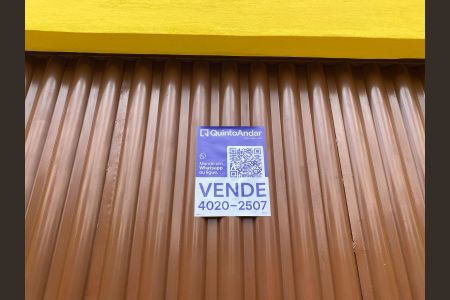 QuintoAndar
Mande um
Whatsapp
ou ligue.
VENDE
4020-2507